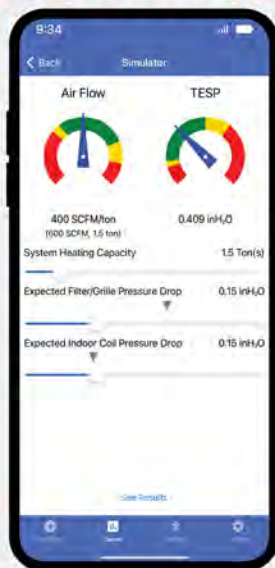 9:34
Back
Simulator
Air Flow
TESP
400 SCFM/ton
0.409 inH₂O
(600 SCFM, 1.5 ton)
System Heating Capacity 1.5 Ton(s)
Expected Filter/Grille Pressure Drop 0.15 inH₂O
Expected Indoor Coil Pressure Drop 0.15 inH₂O
See Results